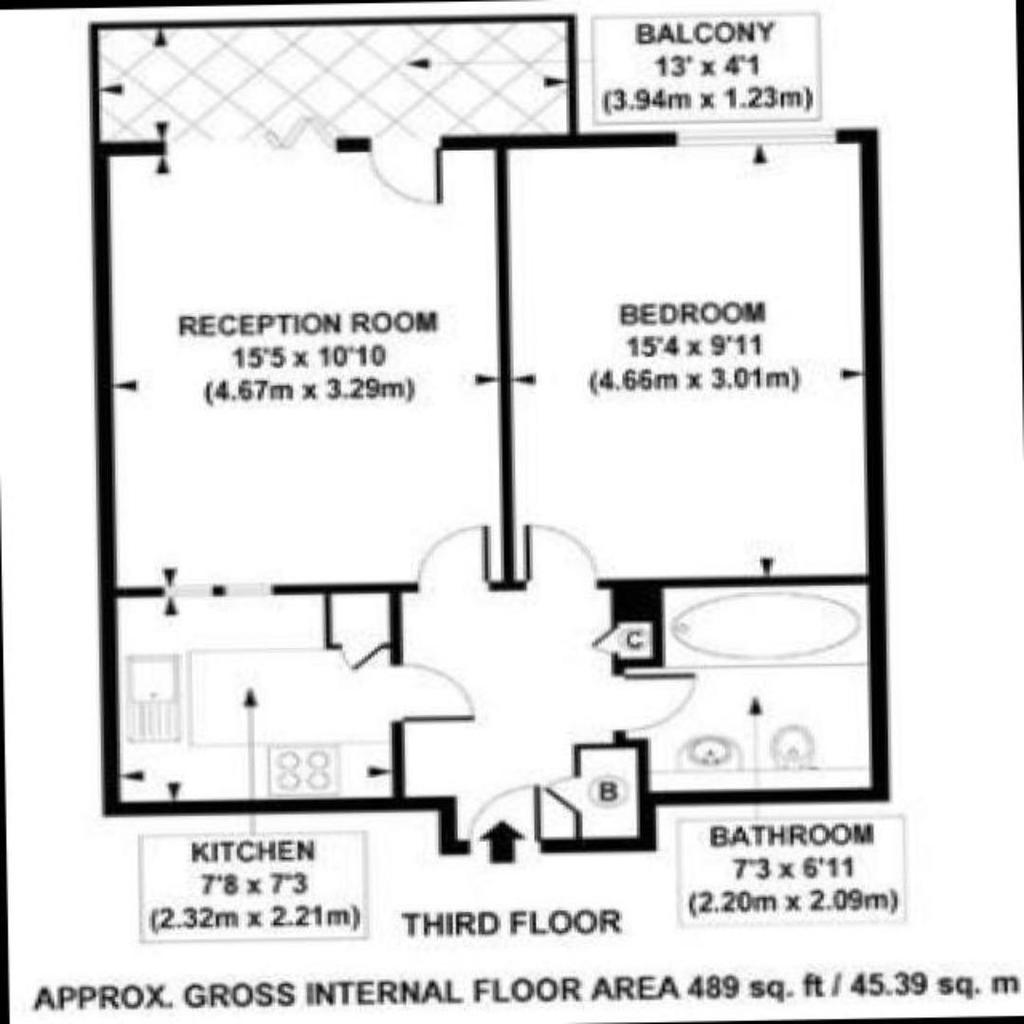 BALCONY
13' x 4'1
(3.94m x 1.23m)
RECEPTION ROOM
15'5 x 10'10
(4.67m x 3.29m)
BEDROOM
15'4 x 9'11
(4.66m x 3.01m)
C
B
KITCHEN
7'8 x 7'3
(2.32m x 2.21m)
BATHROOM
7'3 x 6'11
(2.20m x 2.09m)
THIRD FLOOR
APPROX. GROSS INTERNAL FLOOR AREA 489 sq. ft / 45.39 sq. m